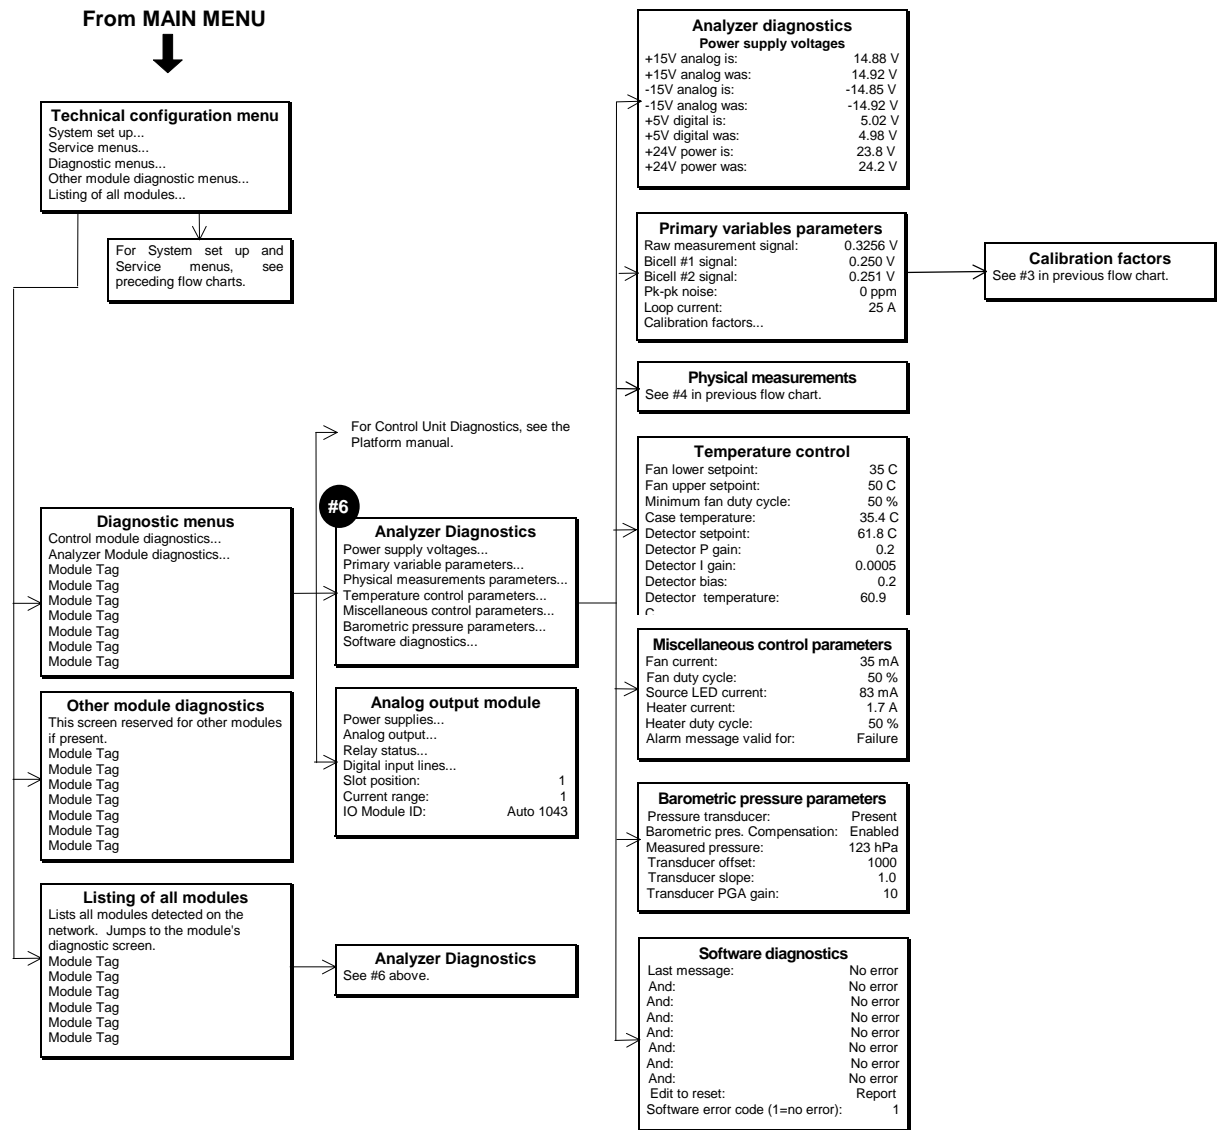 From MAIN MENU
Technical configuration menu
System set up...
Service menus...
Diagnostic menus...
Other module diagnostic menus...
Listing of all modules...
For System set up and
Service menus, see
preceding flow charts.
Diagnostic menus
Control module diagnostics...
Analyzer Module diagnostics...
Module Tag
Module Tag
Module Tag
Module Tag
Module Tag
Module Tag
Module Tag
Other module diagnostics
This screen reserved for other modules
if present.
Module Tag
Module Tag
Module Tag
Module Tag
Module Tag
Module Tag
Module Tag
Listing of all modules
Lists all modules detected on the
network. Jumps to the module's
diagnostic screen.
Module Tag
Module Tag
Module Tag
Module Tag
Module Tag
Module Tag
For Control Unit Diagnostics, see the
Platform manual.
#6
Analyzer Diagnostics
Power supply voltages...
Primary variable parameters...
Physical measurements parameters...
Temperature control parameters...
Miscellaneous control parameters...
Barometric pressure parameters...
Software diagnostics...
Analog output module
Power supplies...
Analog output...
Relay status...
Digital input lines...
Slot position: 1
Current range: 1
IO Module ID: Auto 1043
Analyzer Diagnostics
See #6 above.
Analyzer diagnostics
Power supply voltages
+15V analog is: 14.88 V
+15V analog was: 14.92 V
-15V analog is: -14.85 V
-15V analog was: -14.92 V
+5V digital is: 5.02 V
+5V digital was: 4.98 V
+24V power is: 23.8 V
+24V power was: 24.2 V
Primary variables parameters
Raw measurement signal: 0.3256 V
Bicell #1 signal: 0.250 V
Bicell #2 signal: 0.251 V
Pk-pk noise: 0 ppm
Loop current: 25 A
Calibration factors...
Calibration factors
See #3 in previous flow chart.
Physical measurements
See #4 in previous flow chart.
Temperature control
Fan lower setpoint: 35 C
Fan upper setpoint: 50 C
Minimum fan duty cycle: 50 %
Case temperature: 35.4 C
Detector setpoint: 61.8 C
Detector P gain: 0.2
Detector I gain: 0.0005
Detector bias: 0.2
Detector temperature: 60.9
C
Miscellaneous control parameters
Fan current: 35 mA
Fan duty cycle: 50 %
Source LED current: 83 mA
Heater current: 1.7 A
Heater duty cycle: 50 %
Alarm message valid for: Failure
Barometric pressure parameters
Pressure transducer: Present
Barometric pres. Compensation: Enabled
Measured pressure: 123 hPa
Transducer offset: 1000
Transducer slope: 1.0
Transducer PGA gain: 10
Software diagnostics
Last message: No error
And: No error
And: No error
And: No error
And: No error
And: No error
And: No error
And: No error
Edit to reset: Report
Software error code (1=no error): 1